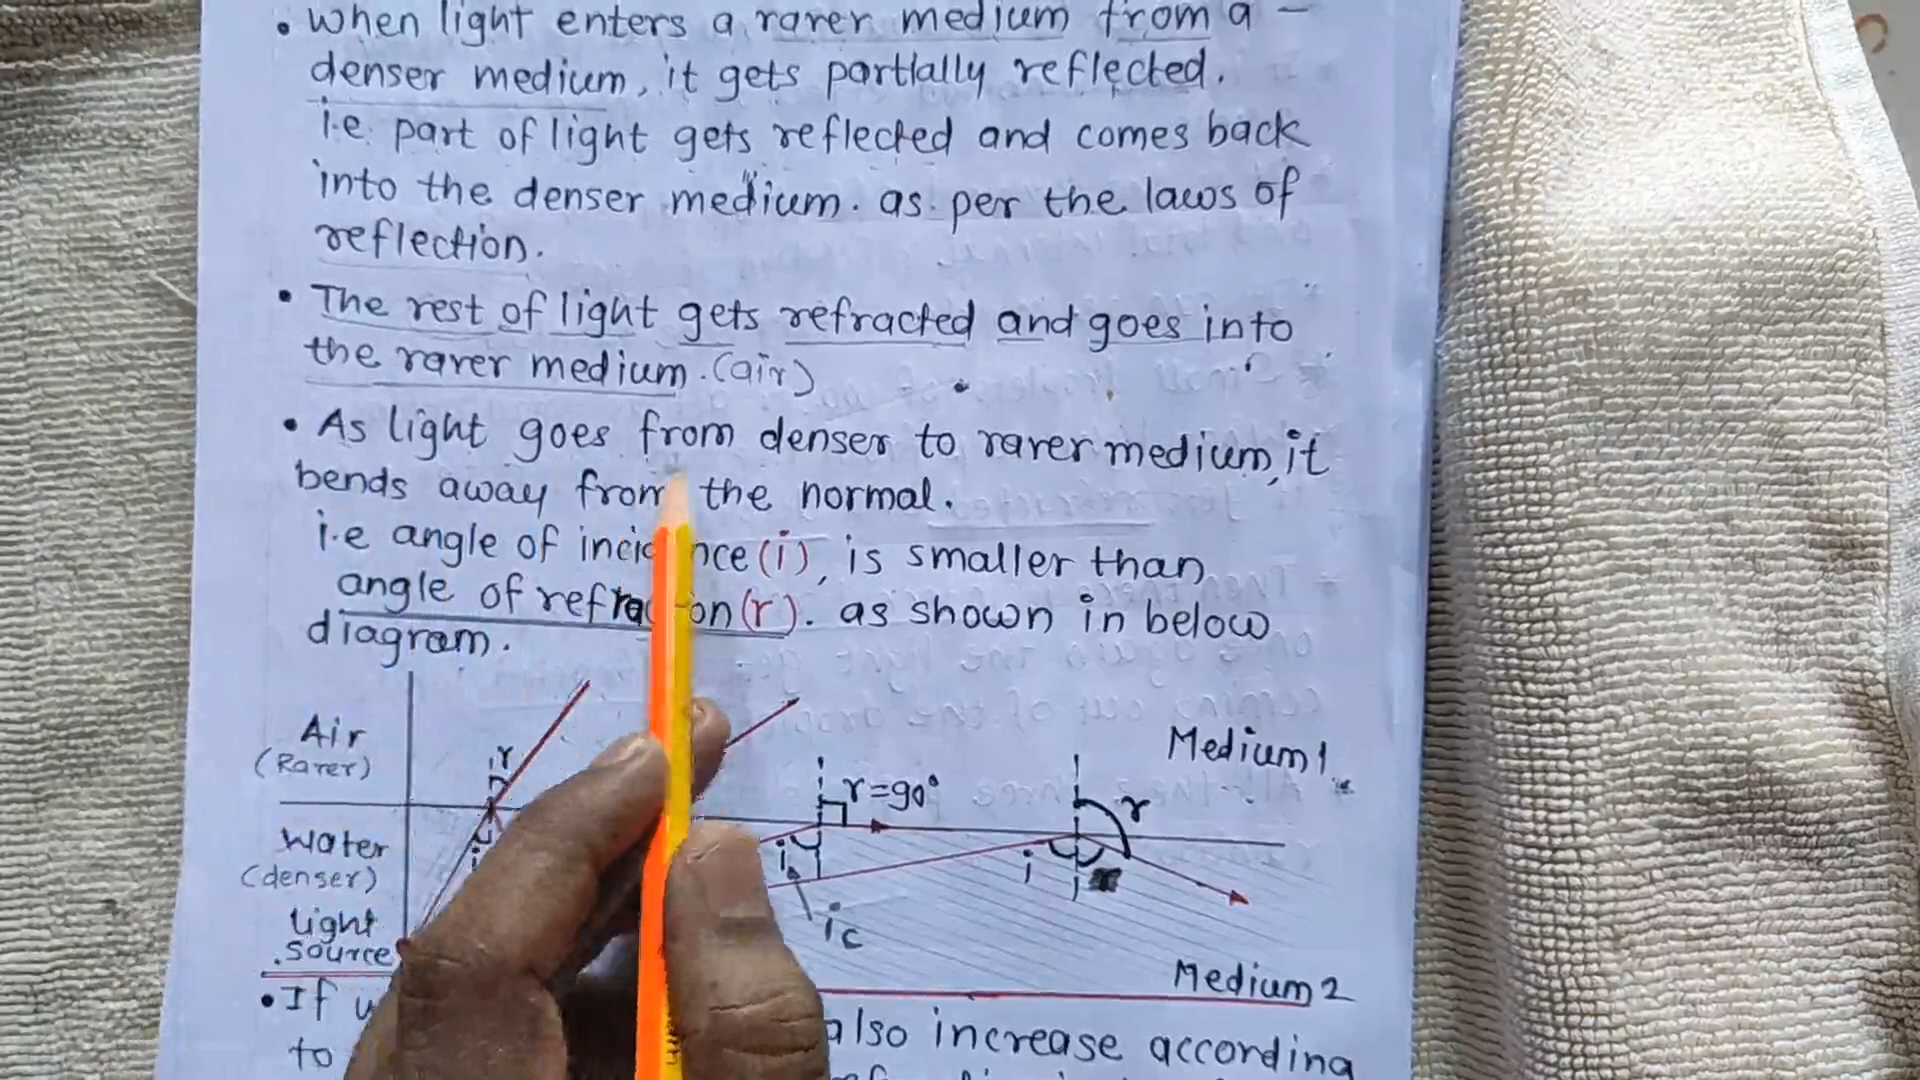 • When light enters a rarer medium from a -
denser medium, it gets partially reflected.
i.e. part of light gets reflected and comes back
into the denser medium. as per the laws of
reflection.
• The rest of light gets refracted and goes into
the rarer medium. (air)
• As light goes from denser to rarer medium, it
bends away from the normal.
i.e angle of incidence (i), is smaller than
angle of refraction (r). as shown in below
diagram.
Air
(Rarer)
r
r=90°
r
Medium 1
Water
(denser)
i
i
i
ic
Light
Source
Medium 2
• If
also increase according
to